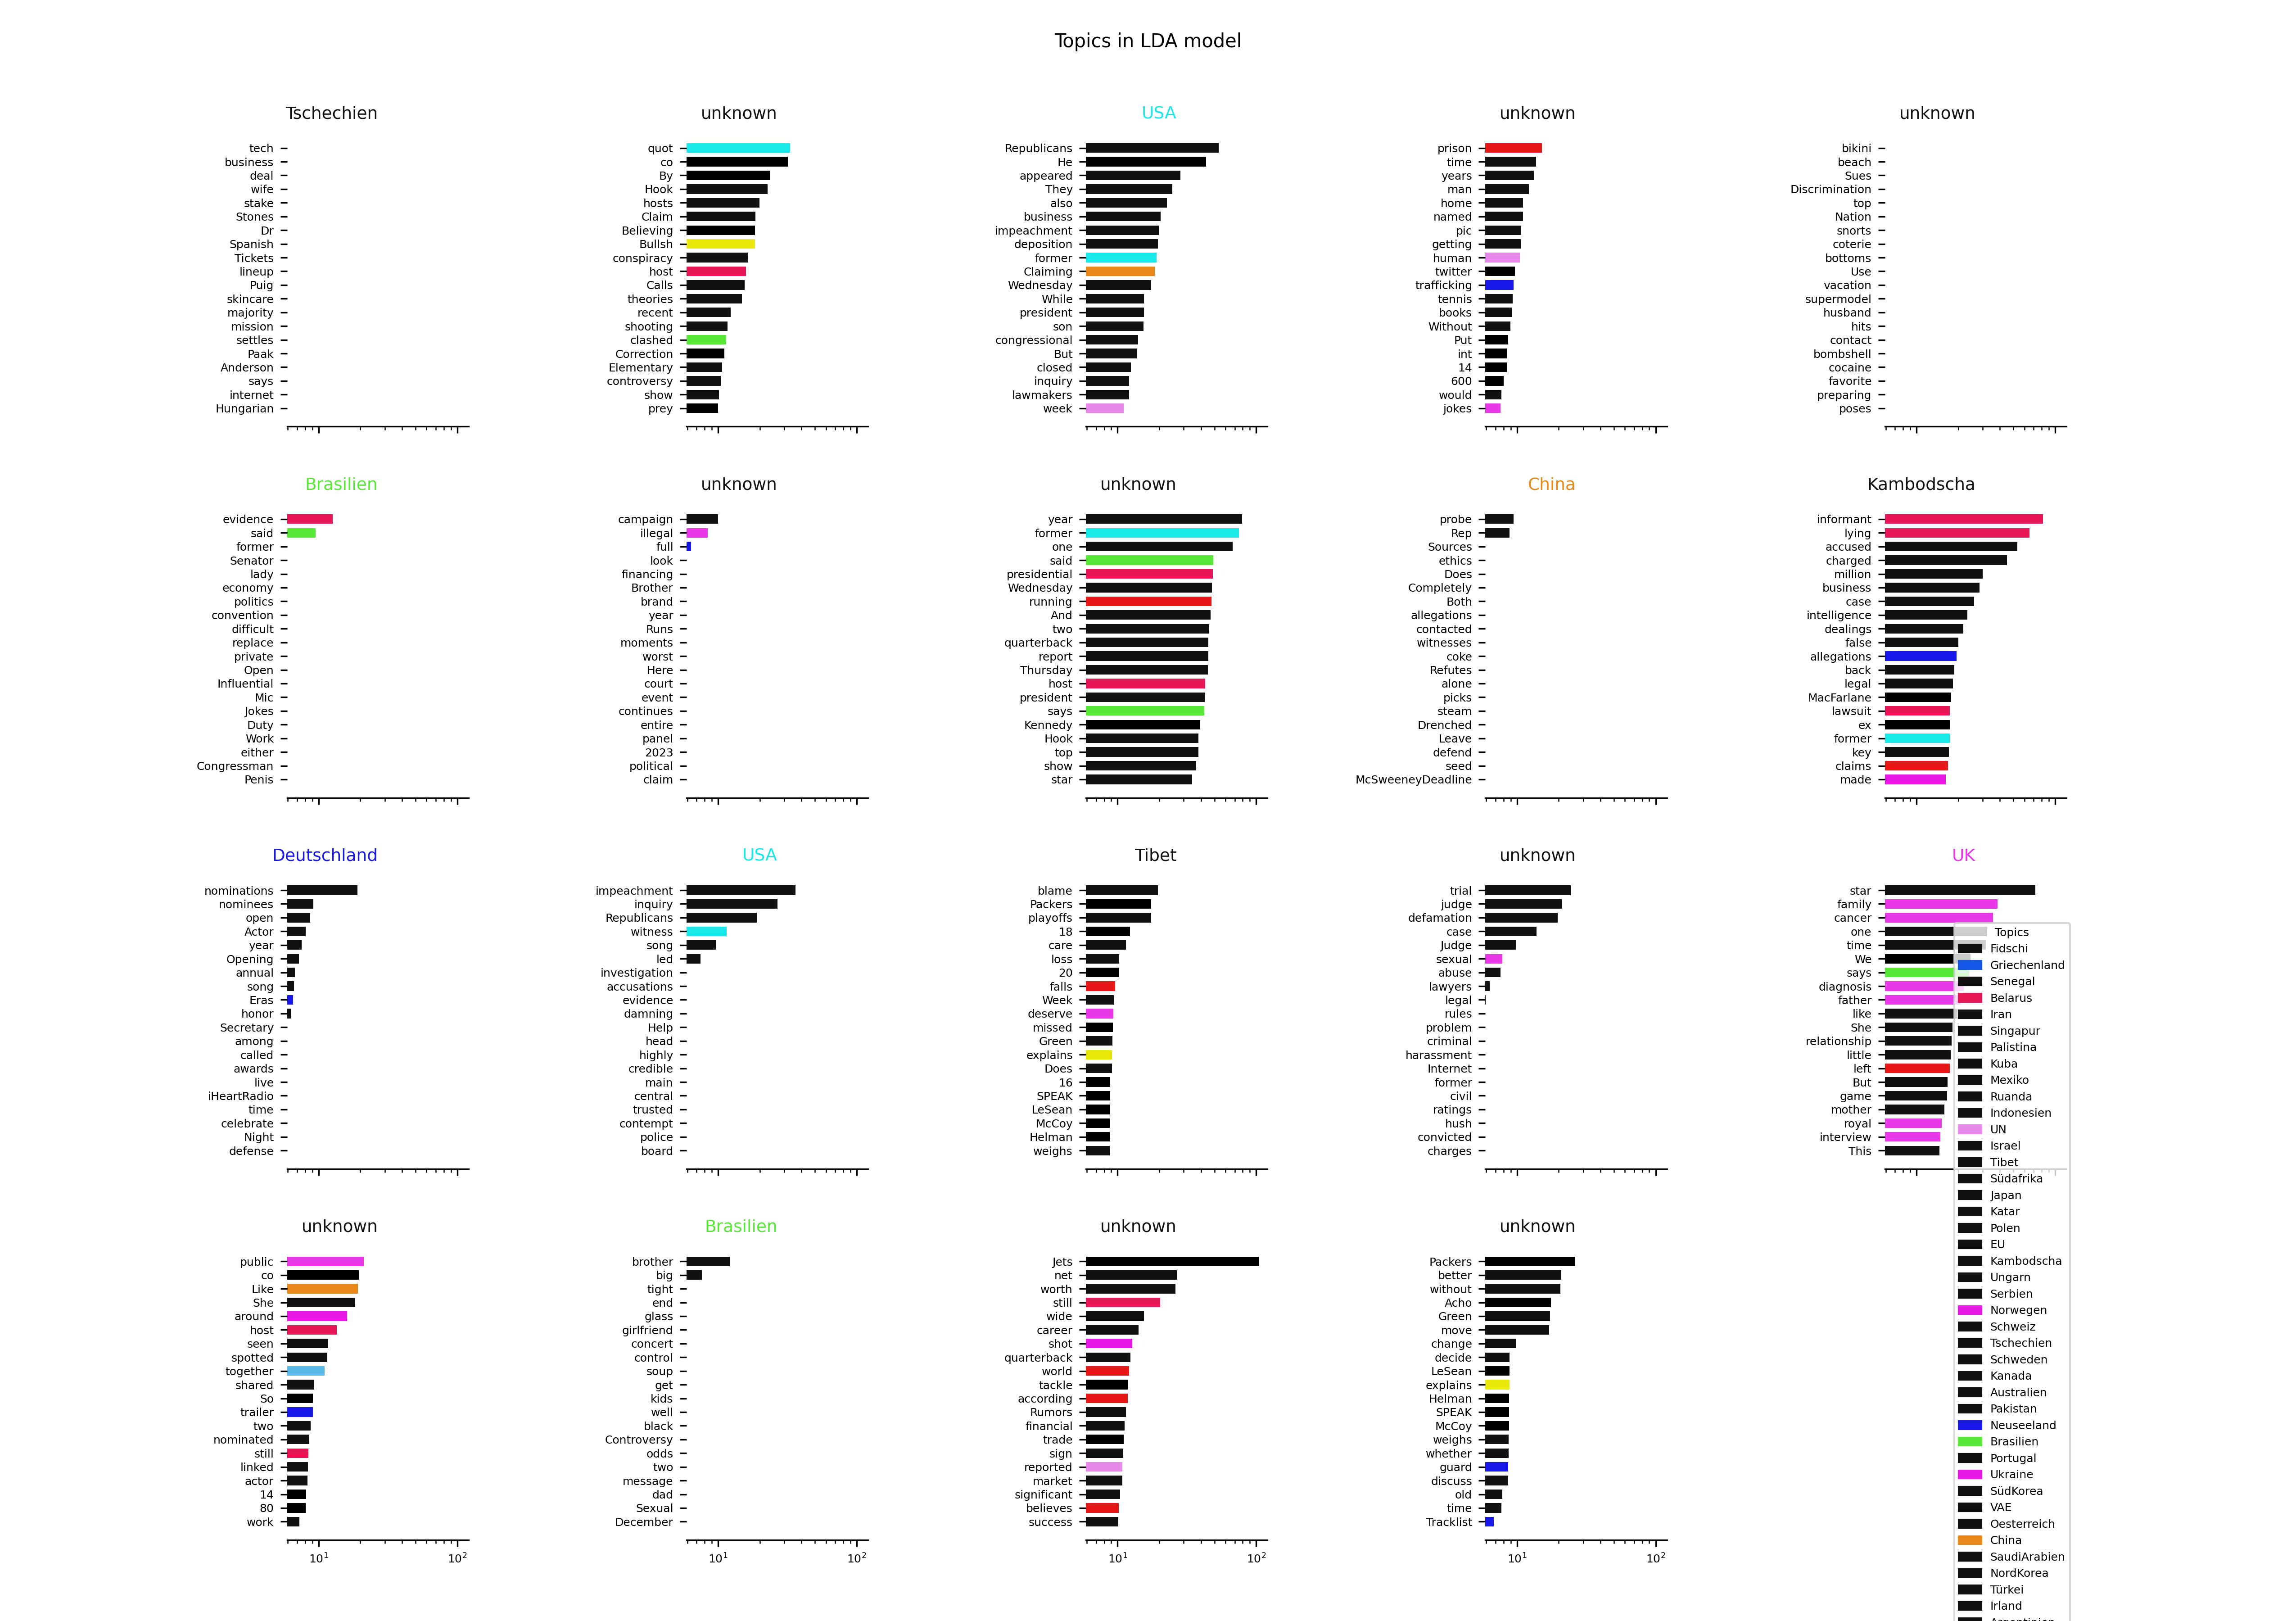 Topics in LDA model
Tschechien
tech
business
deal
wife
stake
Stones
Dr
Spanish
Tickets
lineup
Puig
skincare
majority
mission
settles
Paak
Anderson
says
internet
Hungarian
unknown
quot
co
By
Hook
hosts
Claim
Believing
Bullsh
conspiracy
host
Calls
theories
recent
shooting
clashed
Correction
Elementary
controversy
show
prey
USA
Republicans
He
appeared
They
also
business
impeachment
deposition
former
Claiming
Wednesday
While
president
son
congressional
But
closed
inquiry
lawmakers
week
unknown
prison
time
years
man
home
named
pic
getting
human
twitter
trafficking
tennis
books
Without
Put
int
14
600
would
jokes
unknown
bikini
beach
Sues
Discrimination
top
Nation
snorts
coterie
bottoms
Use
vacation
supermodel
husband
hits
contact
bombshell
cocaine
favorite
preparing
poses
Brasilien
evidence
said
former
Senator
lady
economy
politics
convention
difficult
replace
private
Open
Influential
Mic
Jokes
Duty
Work
either
Congressman
Penis
unknown
campaign
illegal
full
look
financing
Brother
brand
year
Runs
moments
worst
Here
court
event
continues
entire
panel
2023
political
claim
unknown
year
former
one
said
presidential
Wednesday
running
And
two
quarterback
report
Thursday
host
president
says
Kennedy
Hook
top
show
star
China
probe
Rep
Sources
ethics
Does
Completely
Both
allegations
contacted
witnesses
coke
Refutes
alone
picks
steam
Drenched
Leave
defend
seed
McSweeneyDeadline
Kambodscha
informant
lying
accused
charged
million
business
case
intelligence
dealings
false
allegations
back
legal
MacFarlane
lawsuit
ex
former
key
claims
made
Deutschland
nominations
nominees
open
Actor
year
Opening
annual
song
Eras
honor
Secretary
among
called
awards
live
iHeartRadio
time
celebrate
Night
defense
USA
impeachment
inquiry
Republicans
witness
song
led
investigation
accusations
evidence
damning
Help
head
highly
credible
main
central
trusted
contempt
police
board
Tibet
blame
Packers
playoffs
18
care
loss
20
falls
Week
deserve
missed
Green
explains
Does
16
SPEAK
LeSean
McCoy
Helman
weighs
unknown
trial
judge
defamation
case
Judge
sexual
abuse
lawyers
legal
rules
problem
criminal
harassment
Internet
former
civil
ratings
hush
convicted
charges
UK
star
family
cancer
one
time
We
says
diagnosis
father
like
She
relationship
little
left
But
game
mother
royal
interview
This
unknown
public
co
Like
She
around
host
seen
spotted
together
shared
So
trailer
two
nominated
still
linked
actor
14
80
work
10^1 10^2
Brasilien
brother
big
tight
end
glass
girlfriend
concert
control
soup
get
kids
well
black
Controversy
odds
two
message
dad
Sexual
December
10^1 10^2
unknown
Jets
net
worth
still
wide
career
shot
quarterback
world
tackle
according
Rumors
financial
trade
sign
reported
market
significant
believes
success
10^1 10^2
unknown
Packers
better
without
Acho
Green
move
change
decide
LeSean
explains
Helman
SPEAK
McCoy
weighs
whether
guard
discuss
old
time
Tracklist
10^1 10^2
Topics
Fidschi
Griechenland
Senegal
Belarus
Iran
Singapur
Palistina
Kuba
Mexiko
Ruanda
Indonesien
UN
Israel
Tibet
Südafrika
Japan
Katar
Polen
EU
Kambodscha
Ungarn
Serbien
Norwegen
Schweiz
Tschechien
Schweden
Kanada
Australien
Pakistan
Neuseeland
Brasilien
Portugal
Ukraine
SüdKorea
VAE
Oesterreich
China
SaudiArabien
NordKorea
Türkei
Irland